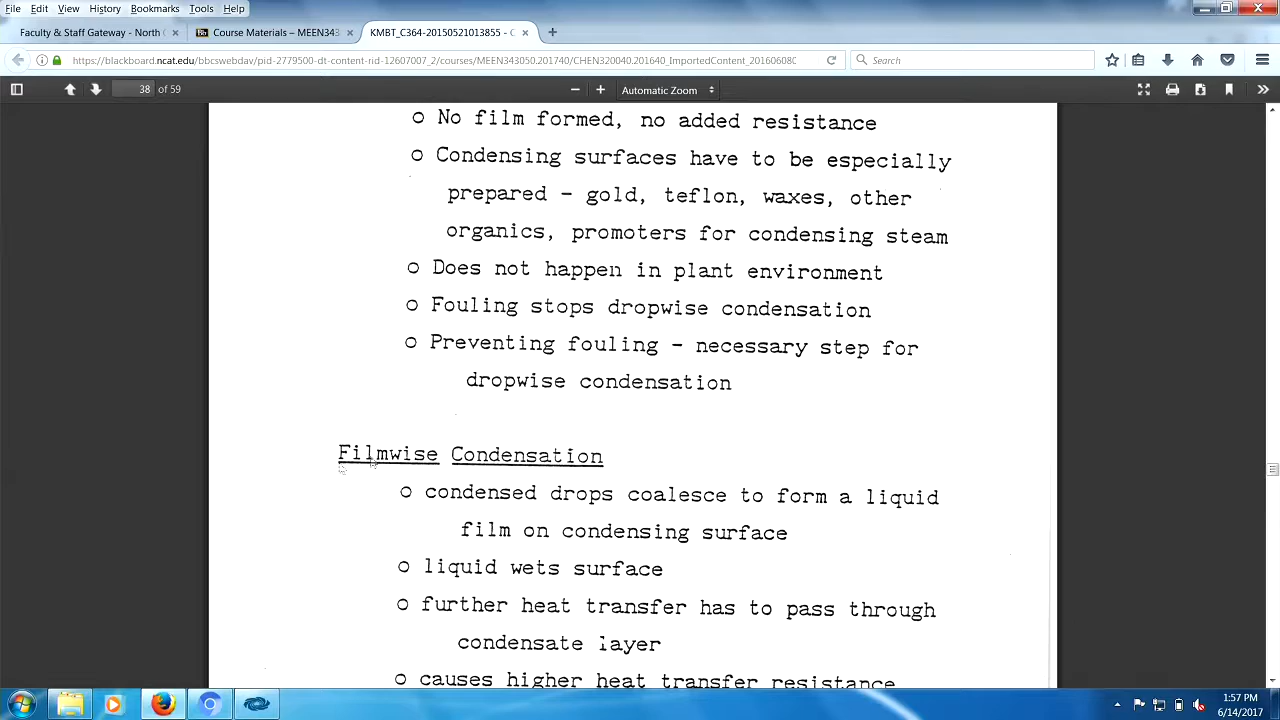 File Edit View History Bookmarks Tools Help
Faculty & Staff Gateway - North C
Course Materials – MEEN343
KMBT_C364-20150521013855 - C
https://blackboard.ncat.edu/bbcswebdav/pid-2779500-dt-content-rid-12607007_2/courses/MEEN343050.201740/CHEN320040.201640_ImportedContent_201606080
Search
38 of 59
Automatic Zoom
o No film formed, no added resistance
o Condensing surfaces have to be especially
prepared - gold, teflon, waxes, other
organics, promoters for condensing steam
o Does not happen in plant environment
o Fouling stops dropwise condensation
o Preventing fouling - necessary step for
dropwise condensation
Filmwise Condensation
o condensed drops coalesce to form a liquid
film on condensing surface
o liquid wets surface
o further heat transfer has to pass through
condensate layer
o causes higher heat transfer resistance
1:57 PM
6/14/2017